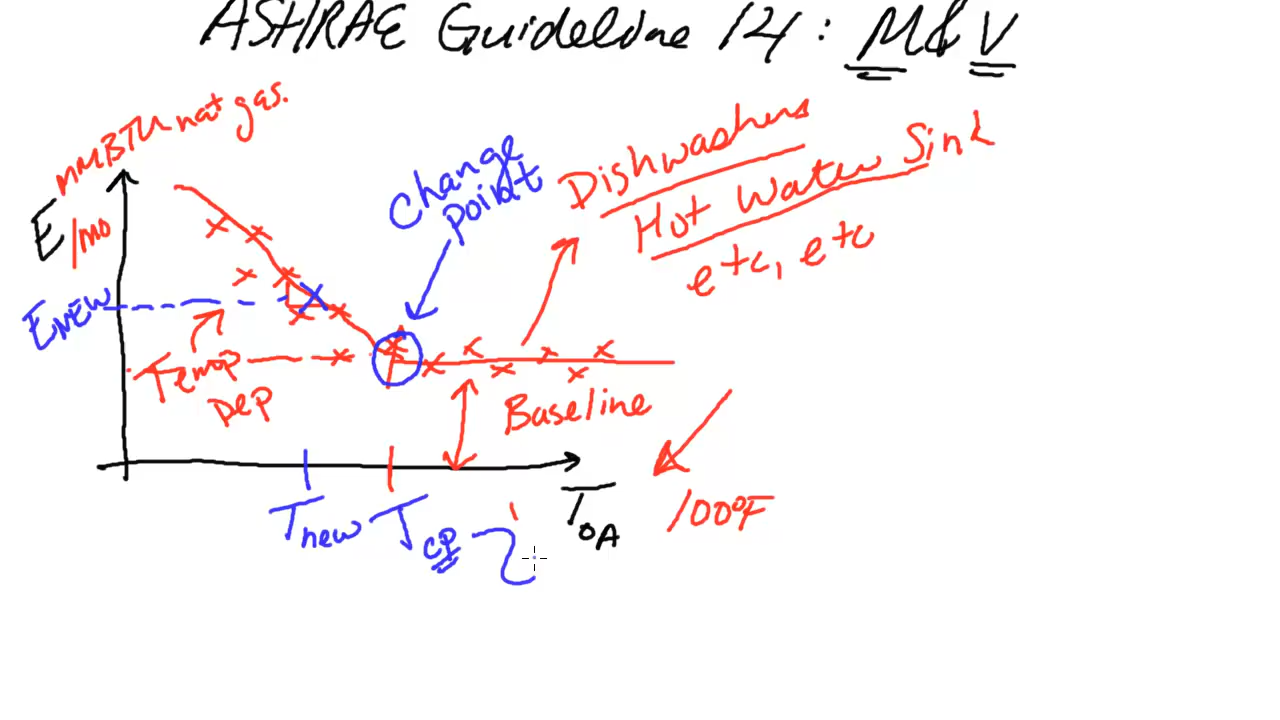 ASHRAE Guideline 14: M&V
MMBTU nat gas.
E/mo
Change
point
Dishwashers
Hot Water Sink
etc, etc
ENEW
Temp
DEP
Baseline
Tnew
TCP
TOA
100°F